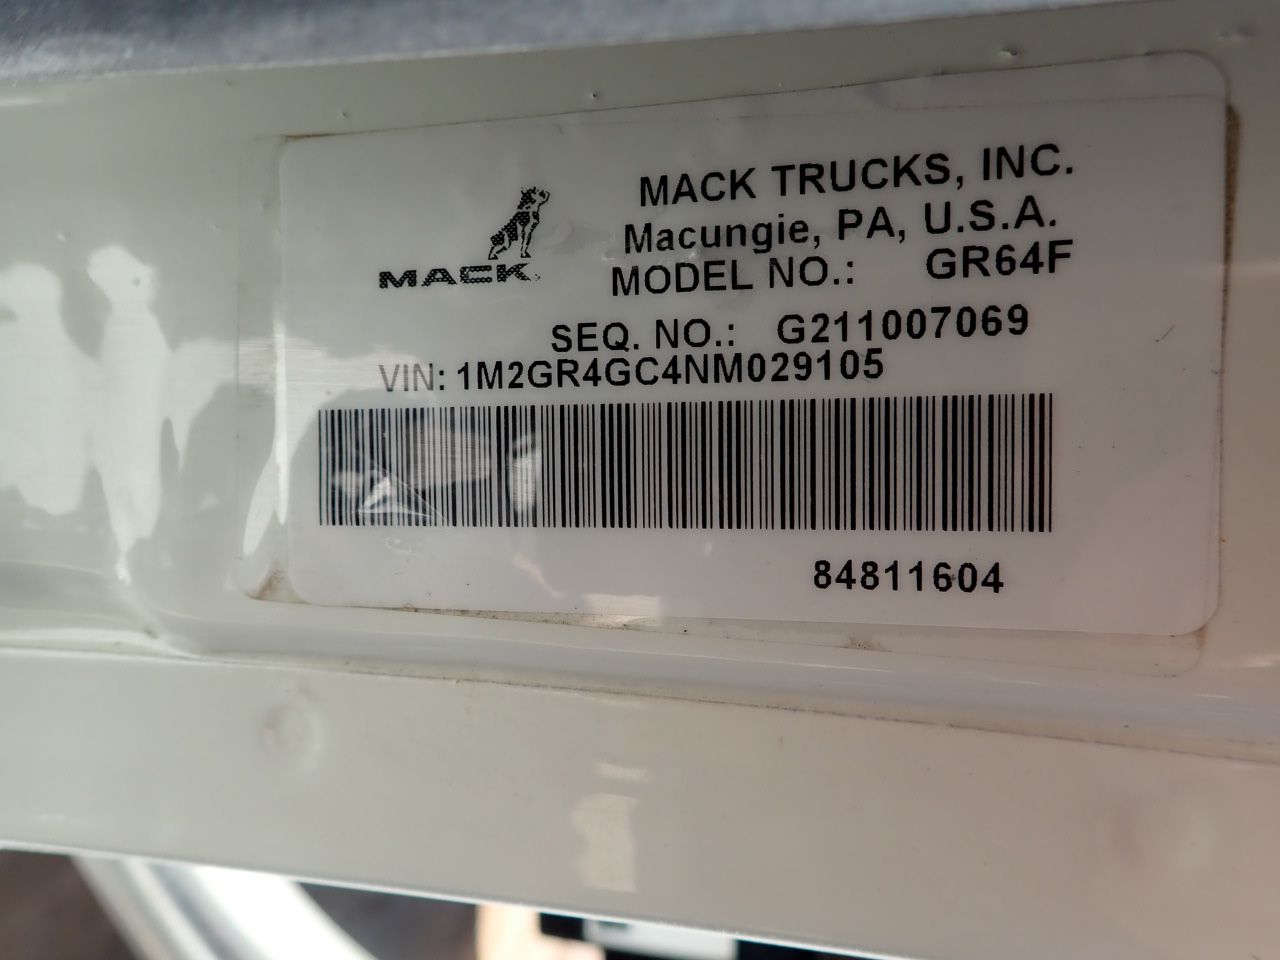 MACK TRUCKS, INC.
Macungie, PA, U.S.A.
MACK
MODEL NO.: GR64F
SEQ. NO.: G211007069
VIN: 1M2GR4GC4NM029105
84811604